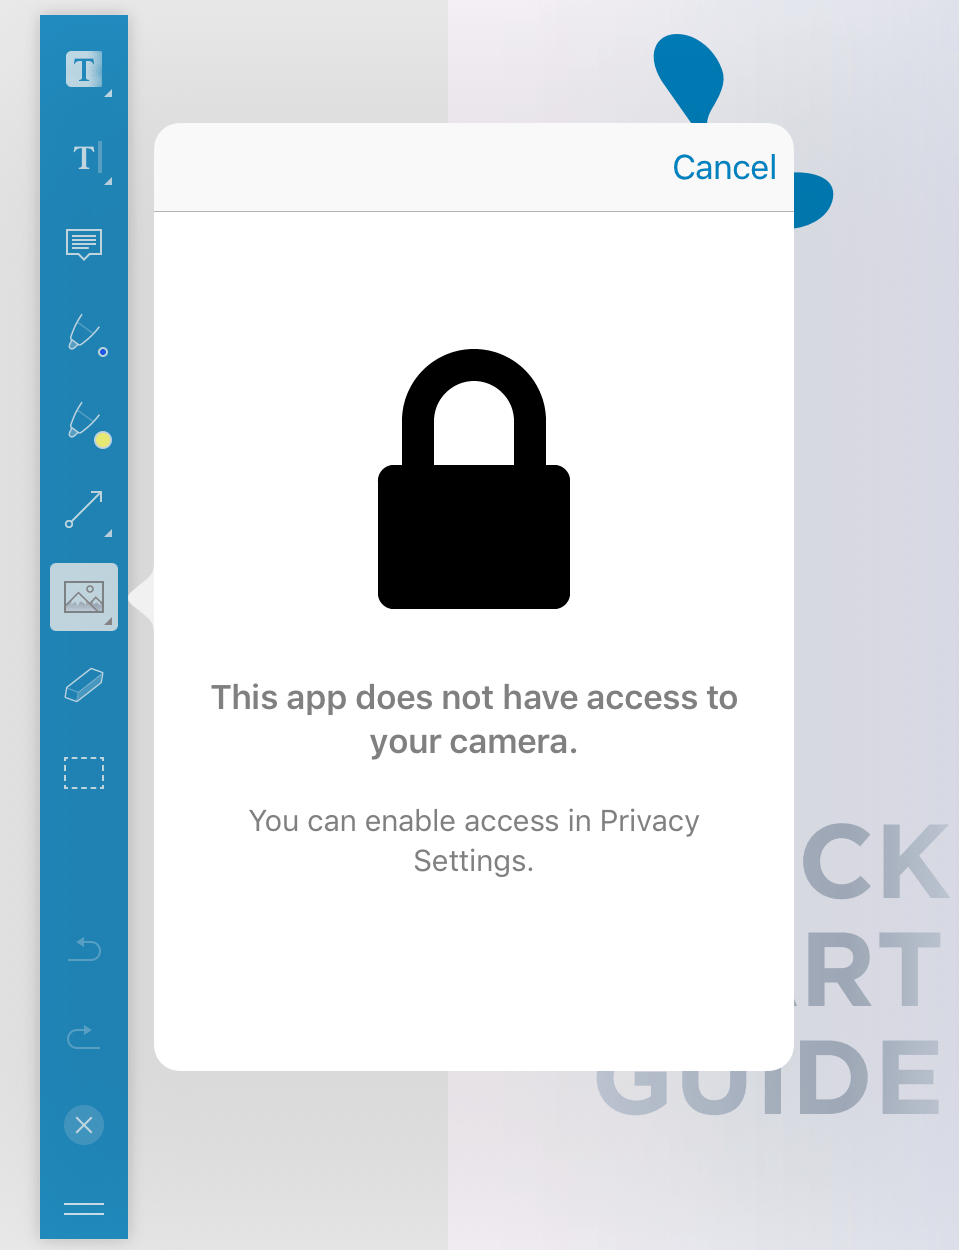 T
T
Cancel
This app does not have access to
your camera.
You can enable access in Privacy
Settings.
CK
ART
GUIDE